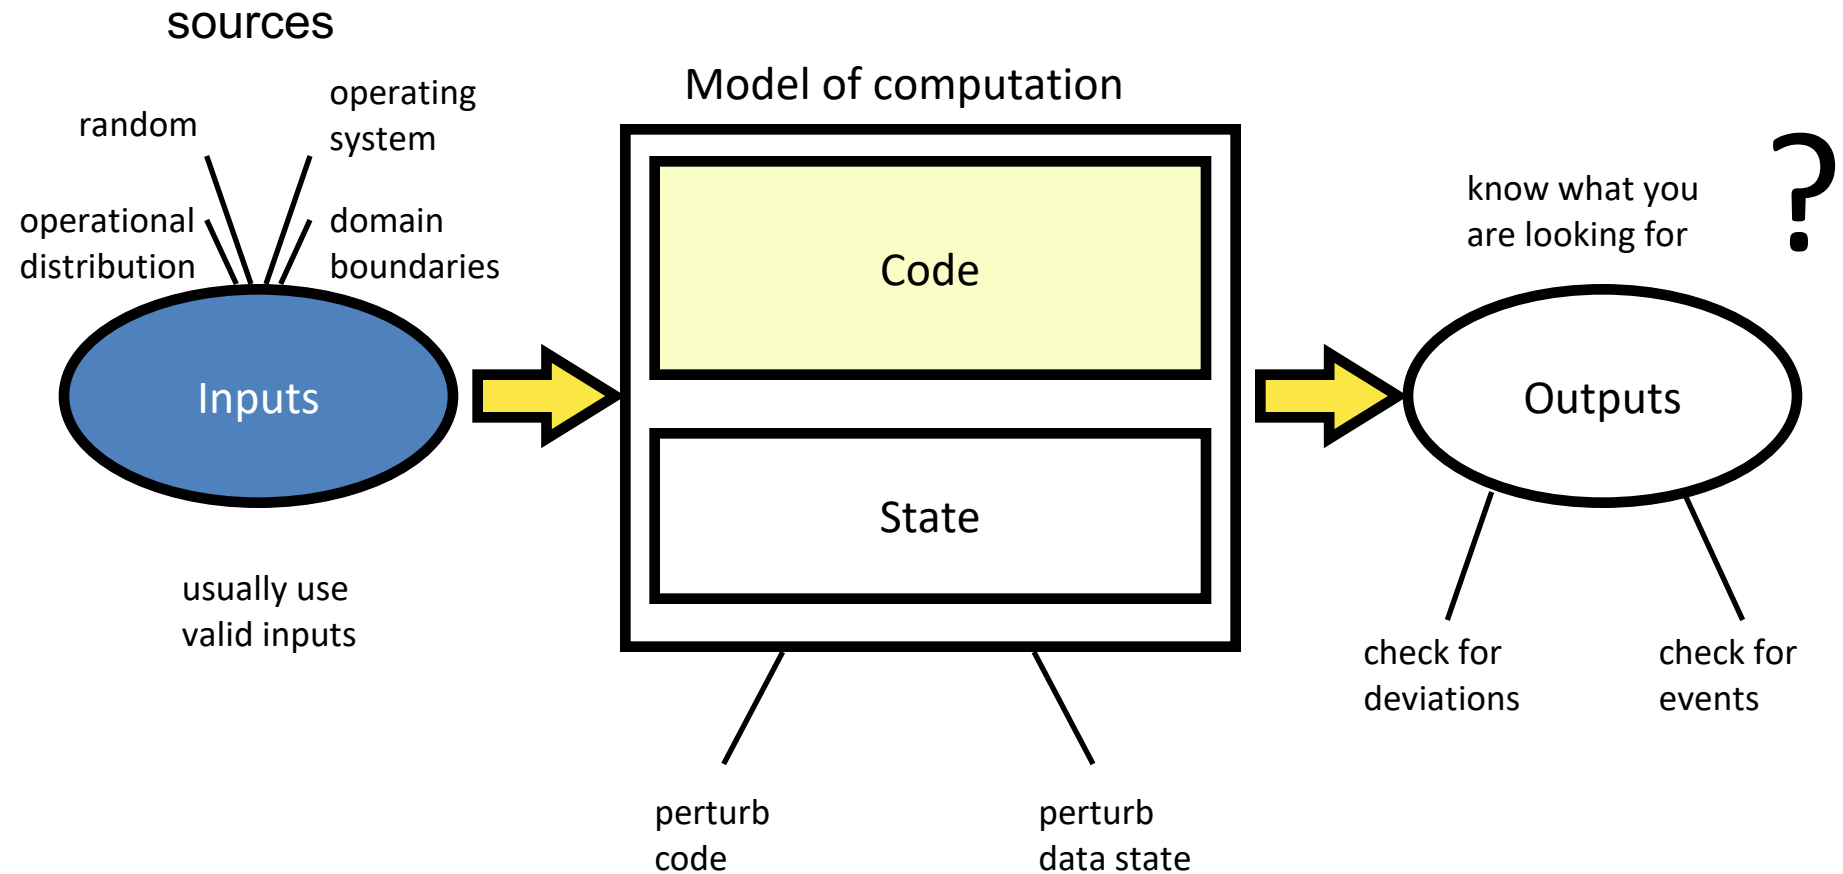 sources
random
operating
system
operational
distribution
domain
boundaries
Inputs
usually use
valid inputs
Model of computation
Code
State
perturb
code
perturb
data state
know what you
are looking for
?
Outputs
check for
deviations
check for
events